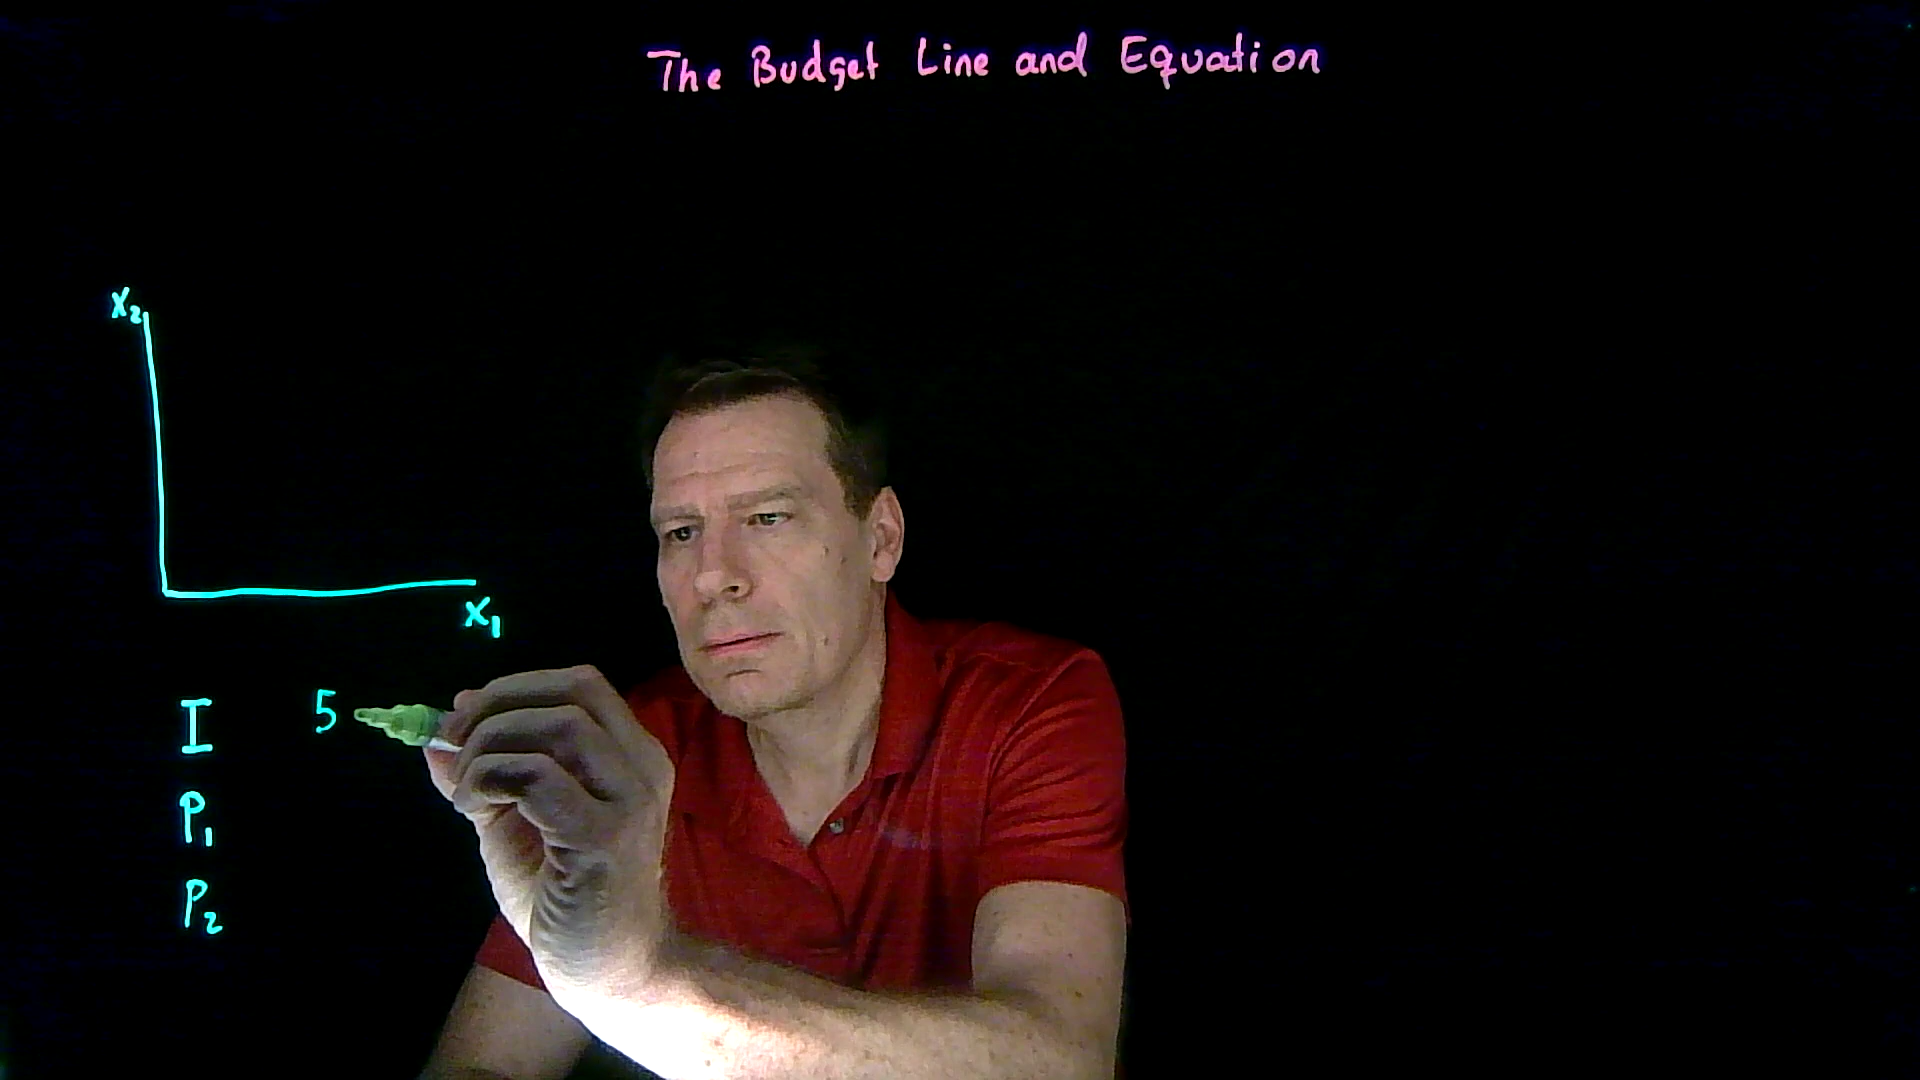 The Budget Line and Equation
x₂
x₁
I 5
P₁
P₂